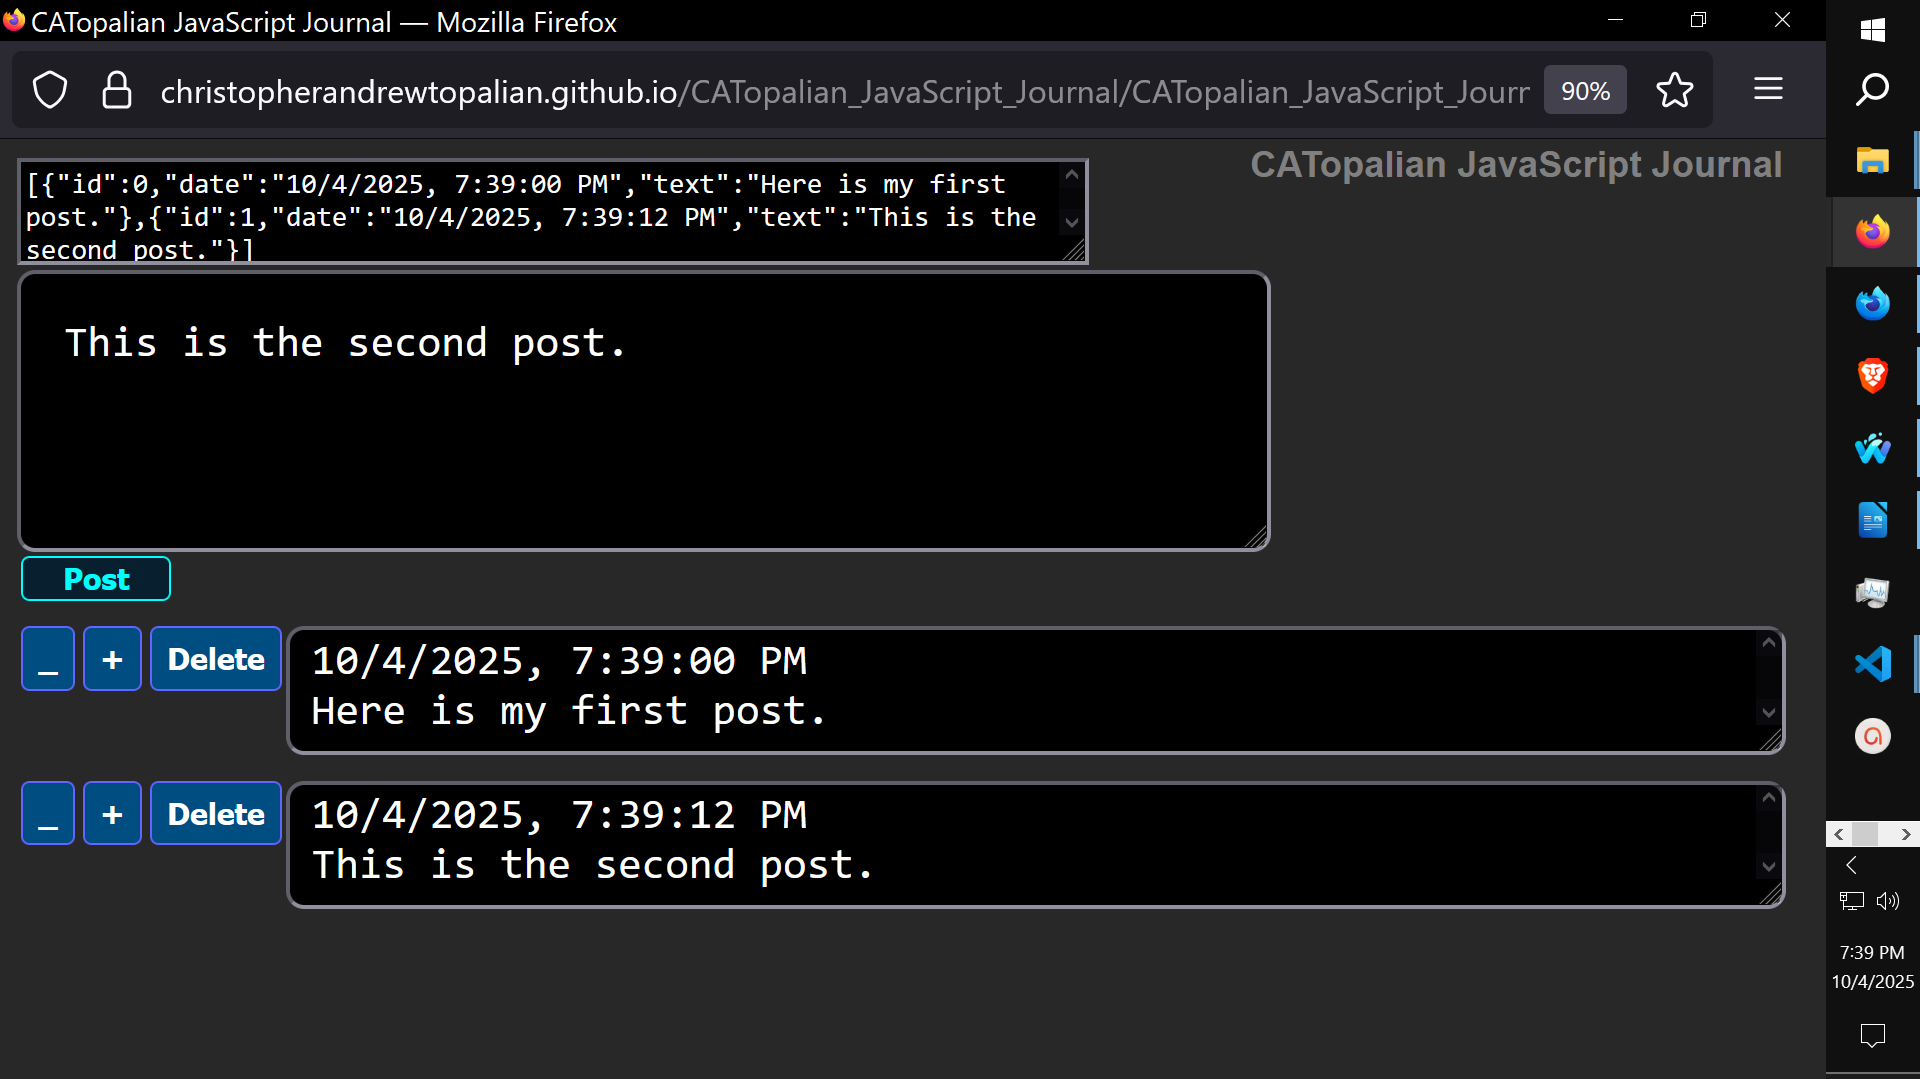 CATopalian JavaScript Journal — Mozilla Firefox
christopherandrewtopalian.github.io/CATopalian_JavaScript_Journal/CATopalian_JavaScript_Journ
90%
CATopalian JavaScript Journal
[{"id":0,"date":"10/4/2025, 7:39:00 PM","text":"Here is my first
post."},{"id":1,"date":"10/4/2025, 7:39:12 PM","text":"This is the
second post."}]
This is the second post.
Post
_ + Delete
10/4/2025, 7:39:00 PM
Here is my first post.
_ + Delete
10/4/2025, 7:39:12 PM
This is the second post.
7:39 PM
10/4/2025